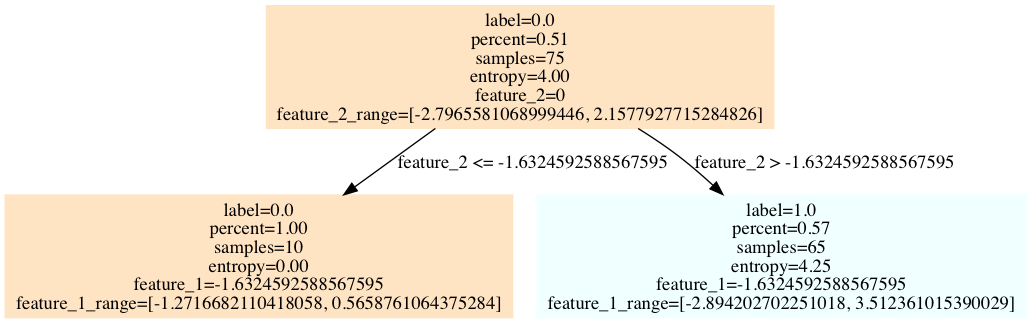 label=0.0
percent=0.51
samples=75
entropy=4.00
feature_2=0
feature_2_range=[-2.7965581068999446, 2.1577927715284826]
feature_2 <= -1.6324592588567595
feature_2 > -1.6324592588567595
label=0.0
percent=1.00
samples=10
entropy=0.00
feature_1=-1.6324592588567595
feature_1_range=[-1.2716682110418058, 0.5658761064375284]
label=1.0
percent=0.57
samples=65
entropy=4.25
feature_1=-1.6324592588567595
feature_1_range=[-2.894202702251018, 3.512361015390029]